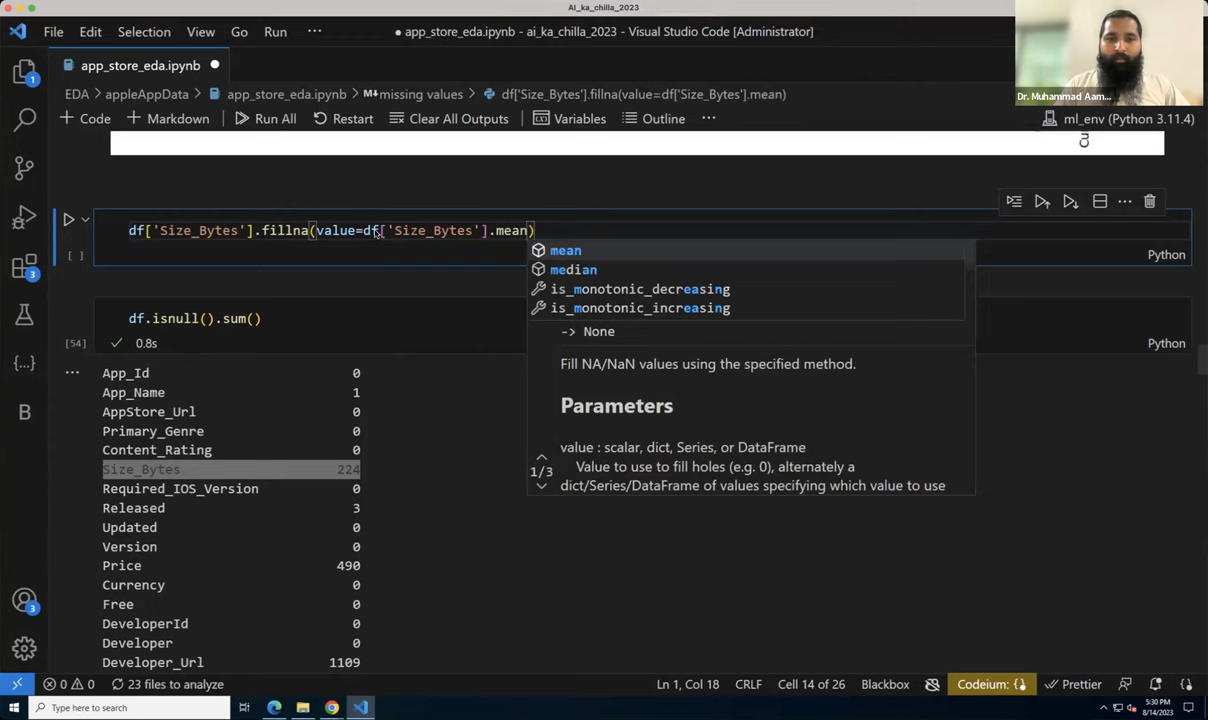 Ai_ka_chilla_2023
File Edit Selection View Go Run ··· ● app_store_eda.ipynb - ai_ka_chilla_2023 - Visual Studio Code [Administrator]
app_store_eda.ipynb ●
Dr. Muhammad Aam...
EDA > appleAppData > app_store_eda.ipynb > M↓missing values > df['Size_Bytes'].fillna(value=df['Size_Bytes'].mean)
+ Code + Markdown Run All Restart Clear All Outputs Variables Outline ··· ml_env (Python 3.11.4)
Cu
df['Size_Bytes'].fillna(value=df['Size_Bytes'].mean)
[ ]
Python
mean
median
is_monotonic_decreasing
is_monotonic_increasing
-> None
Fill NA/NaN values using the specified method.
Parameters
value : scalar, dict, Series, or DataFrame
Value to use to fill holes (e.g. 0), alternately a
dict/Series/DataFrame of values specifying which value to use
1/3
df.isnull().sum()
[54] 0.8s
Python
··· App_Id 0
App_Name 1
AppStore_Url 0
Primary_Genre 0
Content_Rating 0
Size_Bytes 224
Required_IOS_Version 0
Released 3
Updated 0
Version 0
Price 490
Currency 0
Free 0
DeveloperId 0
Developer 0
Developer_Url 1109
1
3
B
3
0 0 23 files to analyze Ln 1, Col 18 CRLF Cell 14 of 26 Blackbox Codeium: {··} Prettier
Type here to search
5:30 PM
8/14/2023